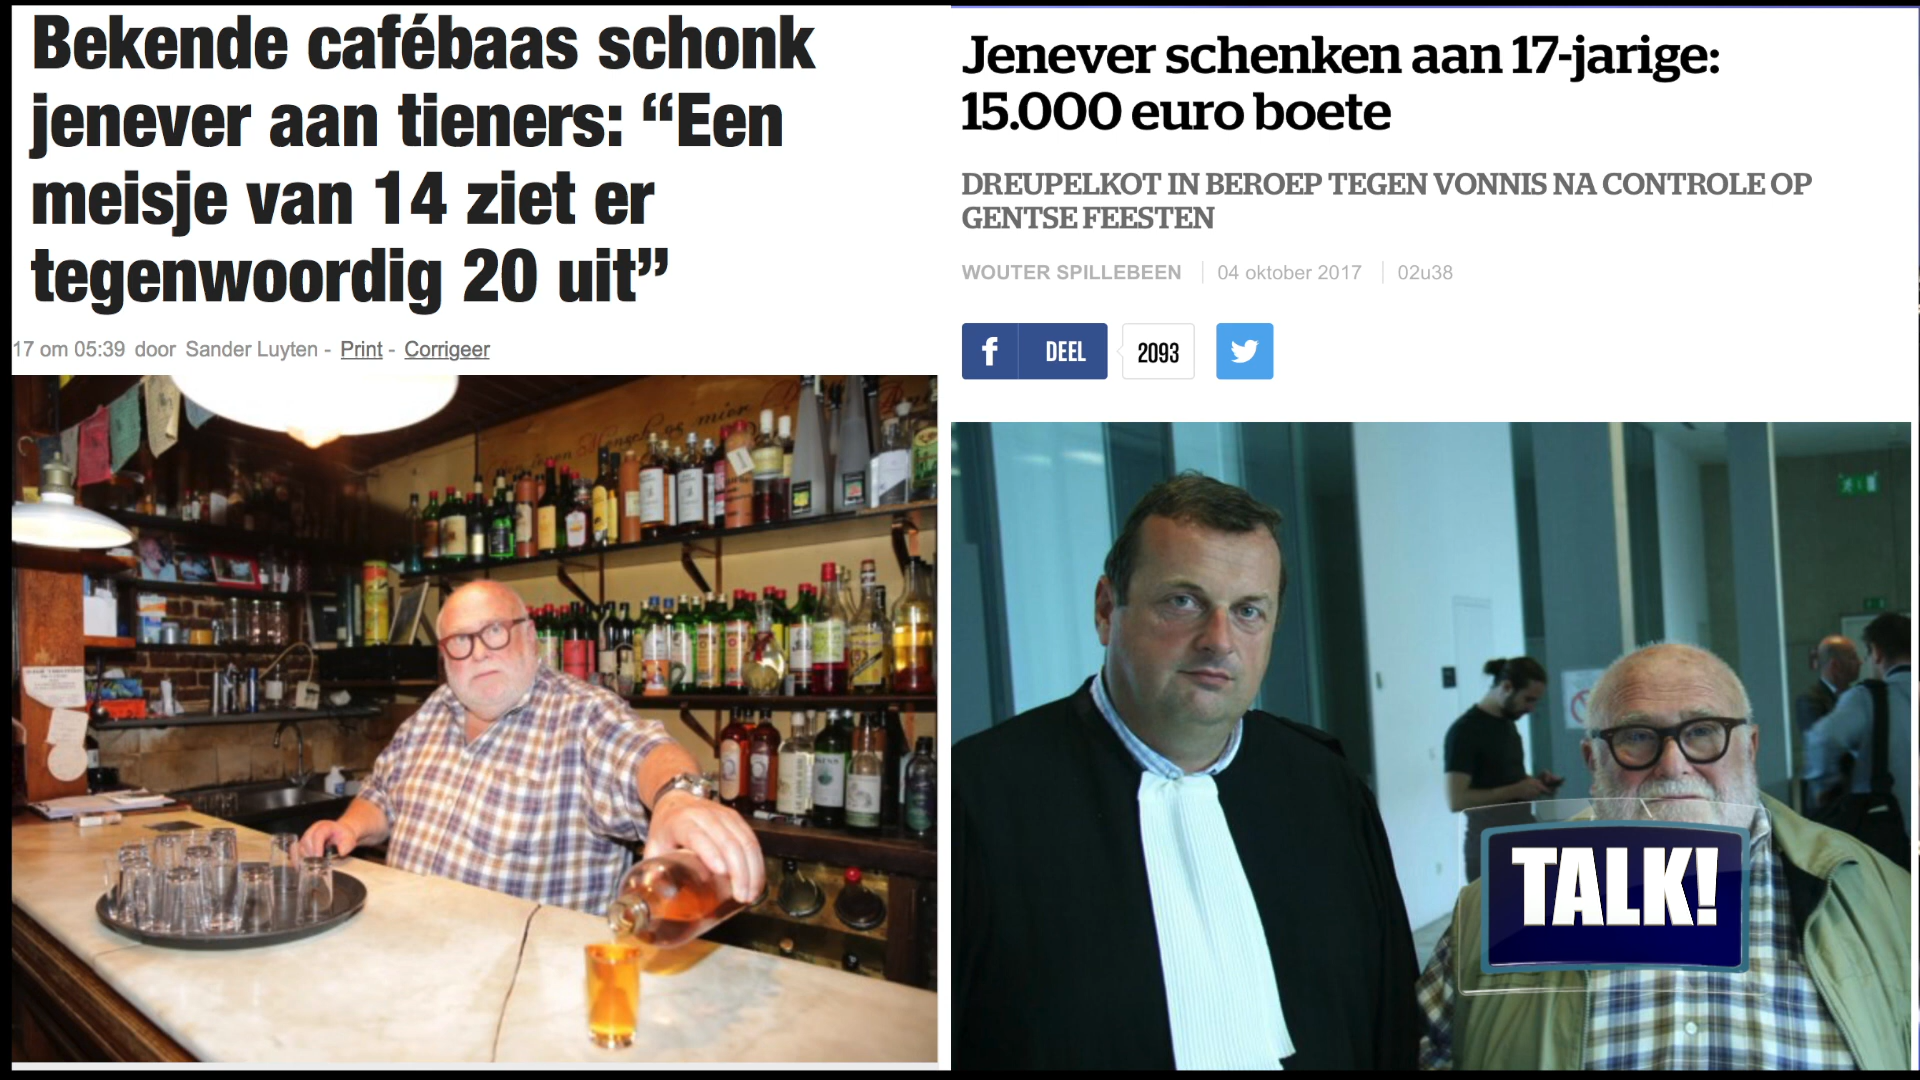 Bekende cafébaas schonk
jenever aan tieners: “Een
meisje van 14 ziet er
tegenwoordig 20 uit”
17 om 05:39 door Sander Luyten - Print - Corrigeer
Jenever schenken aan 17-jarige:
15.000 euro boete
DREUPELKOT IN BEROEP TEGEN VONNIS NA CONTROLE OP
GENTSE FEESTEN
WOUTER SPILLEBEEN | 04 oktober 2017 | 02u38
f DEEL 2093
TALK!